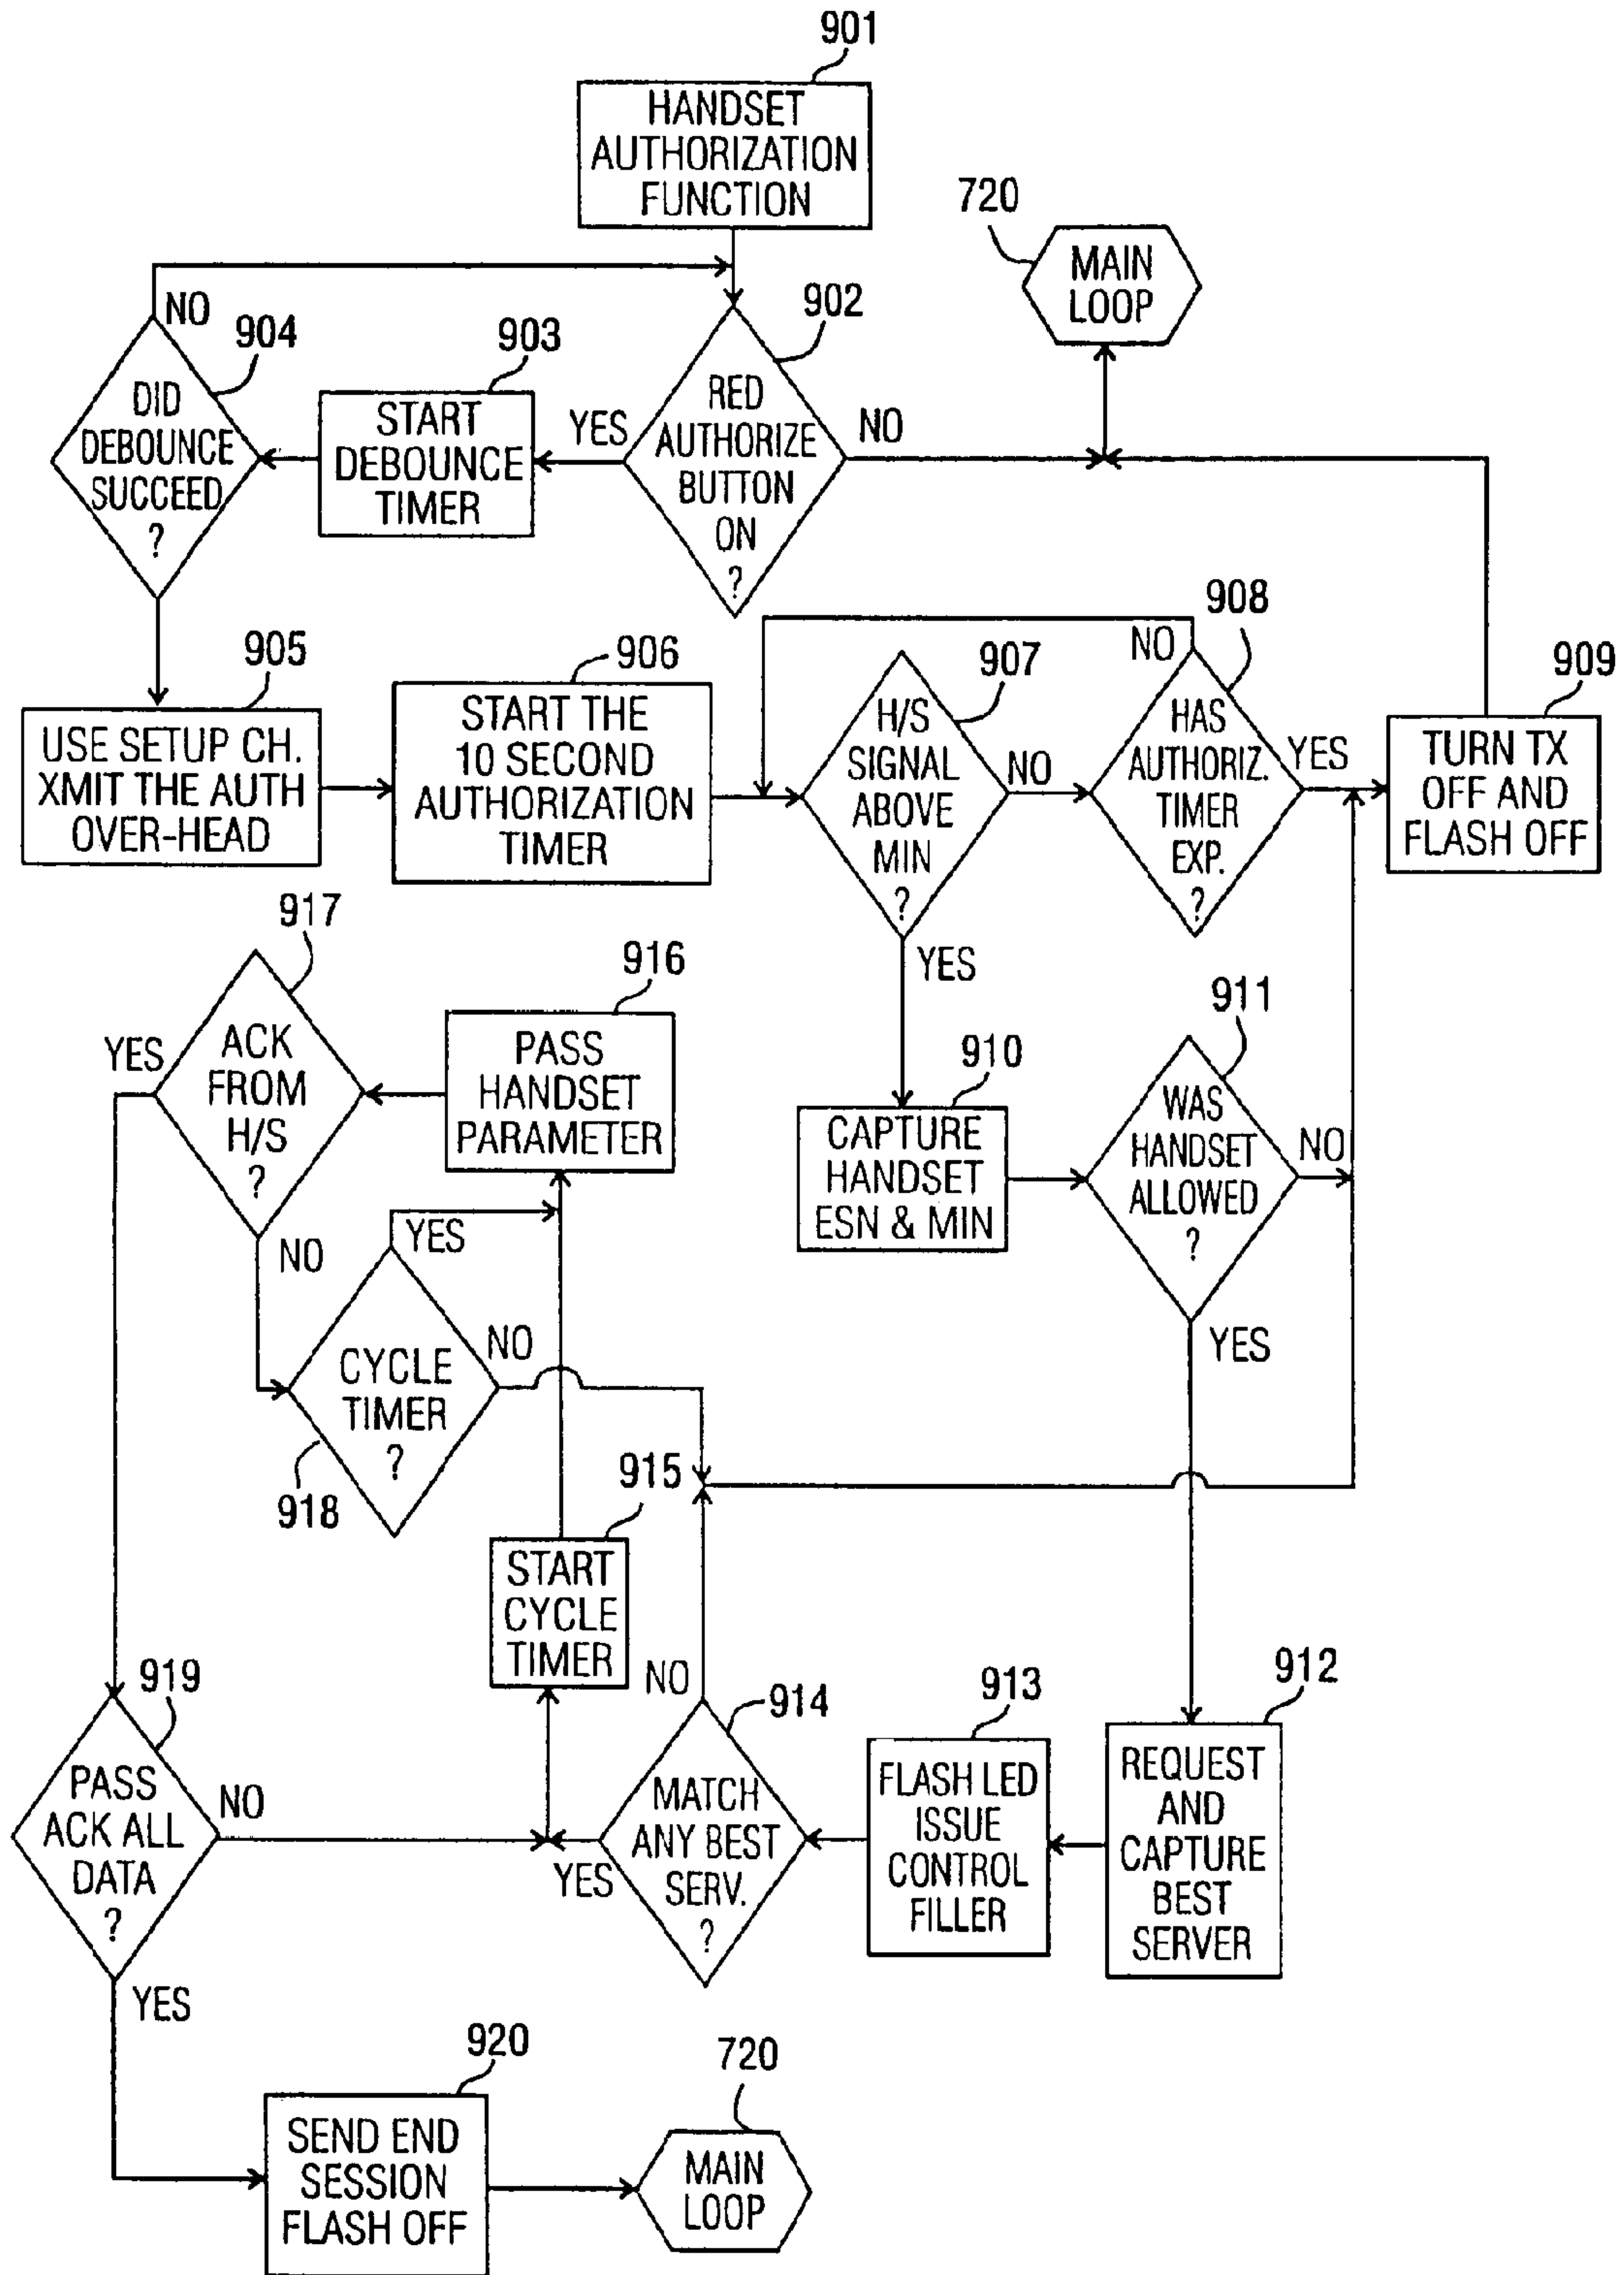 901
HANDSET
AUTHORIZATION
FUNCTION
720
MAIN
LOOP
NO
904
903
902
DID
DEBOUNCE
SUCCEED
?
START
DEBOUNCE
TIMER
YES
RED
AUTHORIZE
BUTTON
ON
?
NO
905
USE SETUP CH.
XMIT THE AUTH
OVER-HEAD
906
START THE
10 SECOND
AUTHORIZATION
TIMER
907
H/S
SIGNAL
ABOVE
MIN
?
NO
YES
908
NO
HAS
AUTHORIZ.
TIMER
EXP.
?
YES
909
TURN TX
OFF AND
FLASH OFF
917
YES
ACK
FROM
H/S
?
NO
916
PASS
HANDSET
PARAMETER
910
CAPTURE
HANDSET
ESN & MIN
911
WAS
HANDSET
ALLOWED
?
NO
YES
YES
CYCLE
TIMER
?
NO
918
915
START
CYCLE
TIMER
919
PASS
ACK ALL
DATA
?
NO
YES
NO
914
MATCH
ANY BEST
SERV.
?
YES
913
FLASH LED
ISSUE
CONTROL
FILLER
912
REQUEST
AND
CAPTURE
BEST
SERVER
920
SEND END
SESSION
FLASH OFF
720
MAIN
LOOP